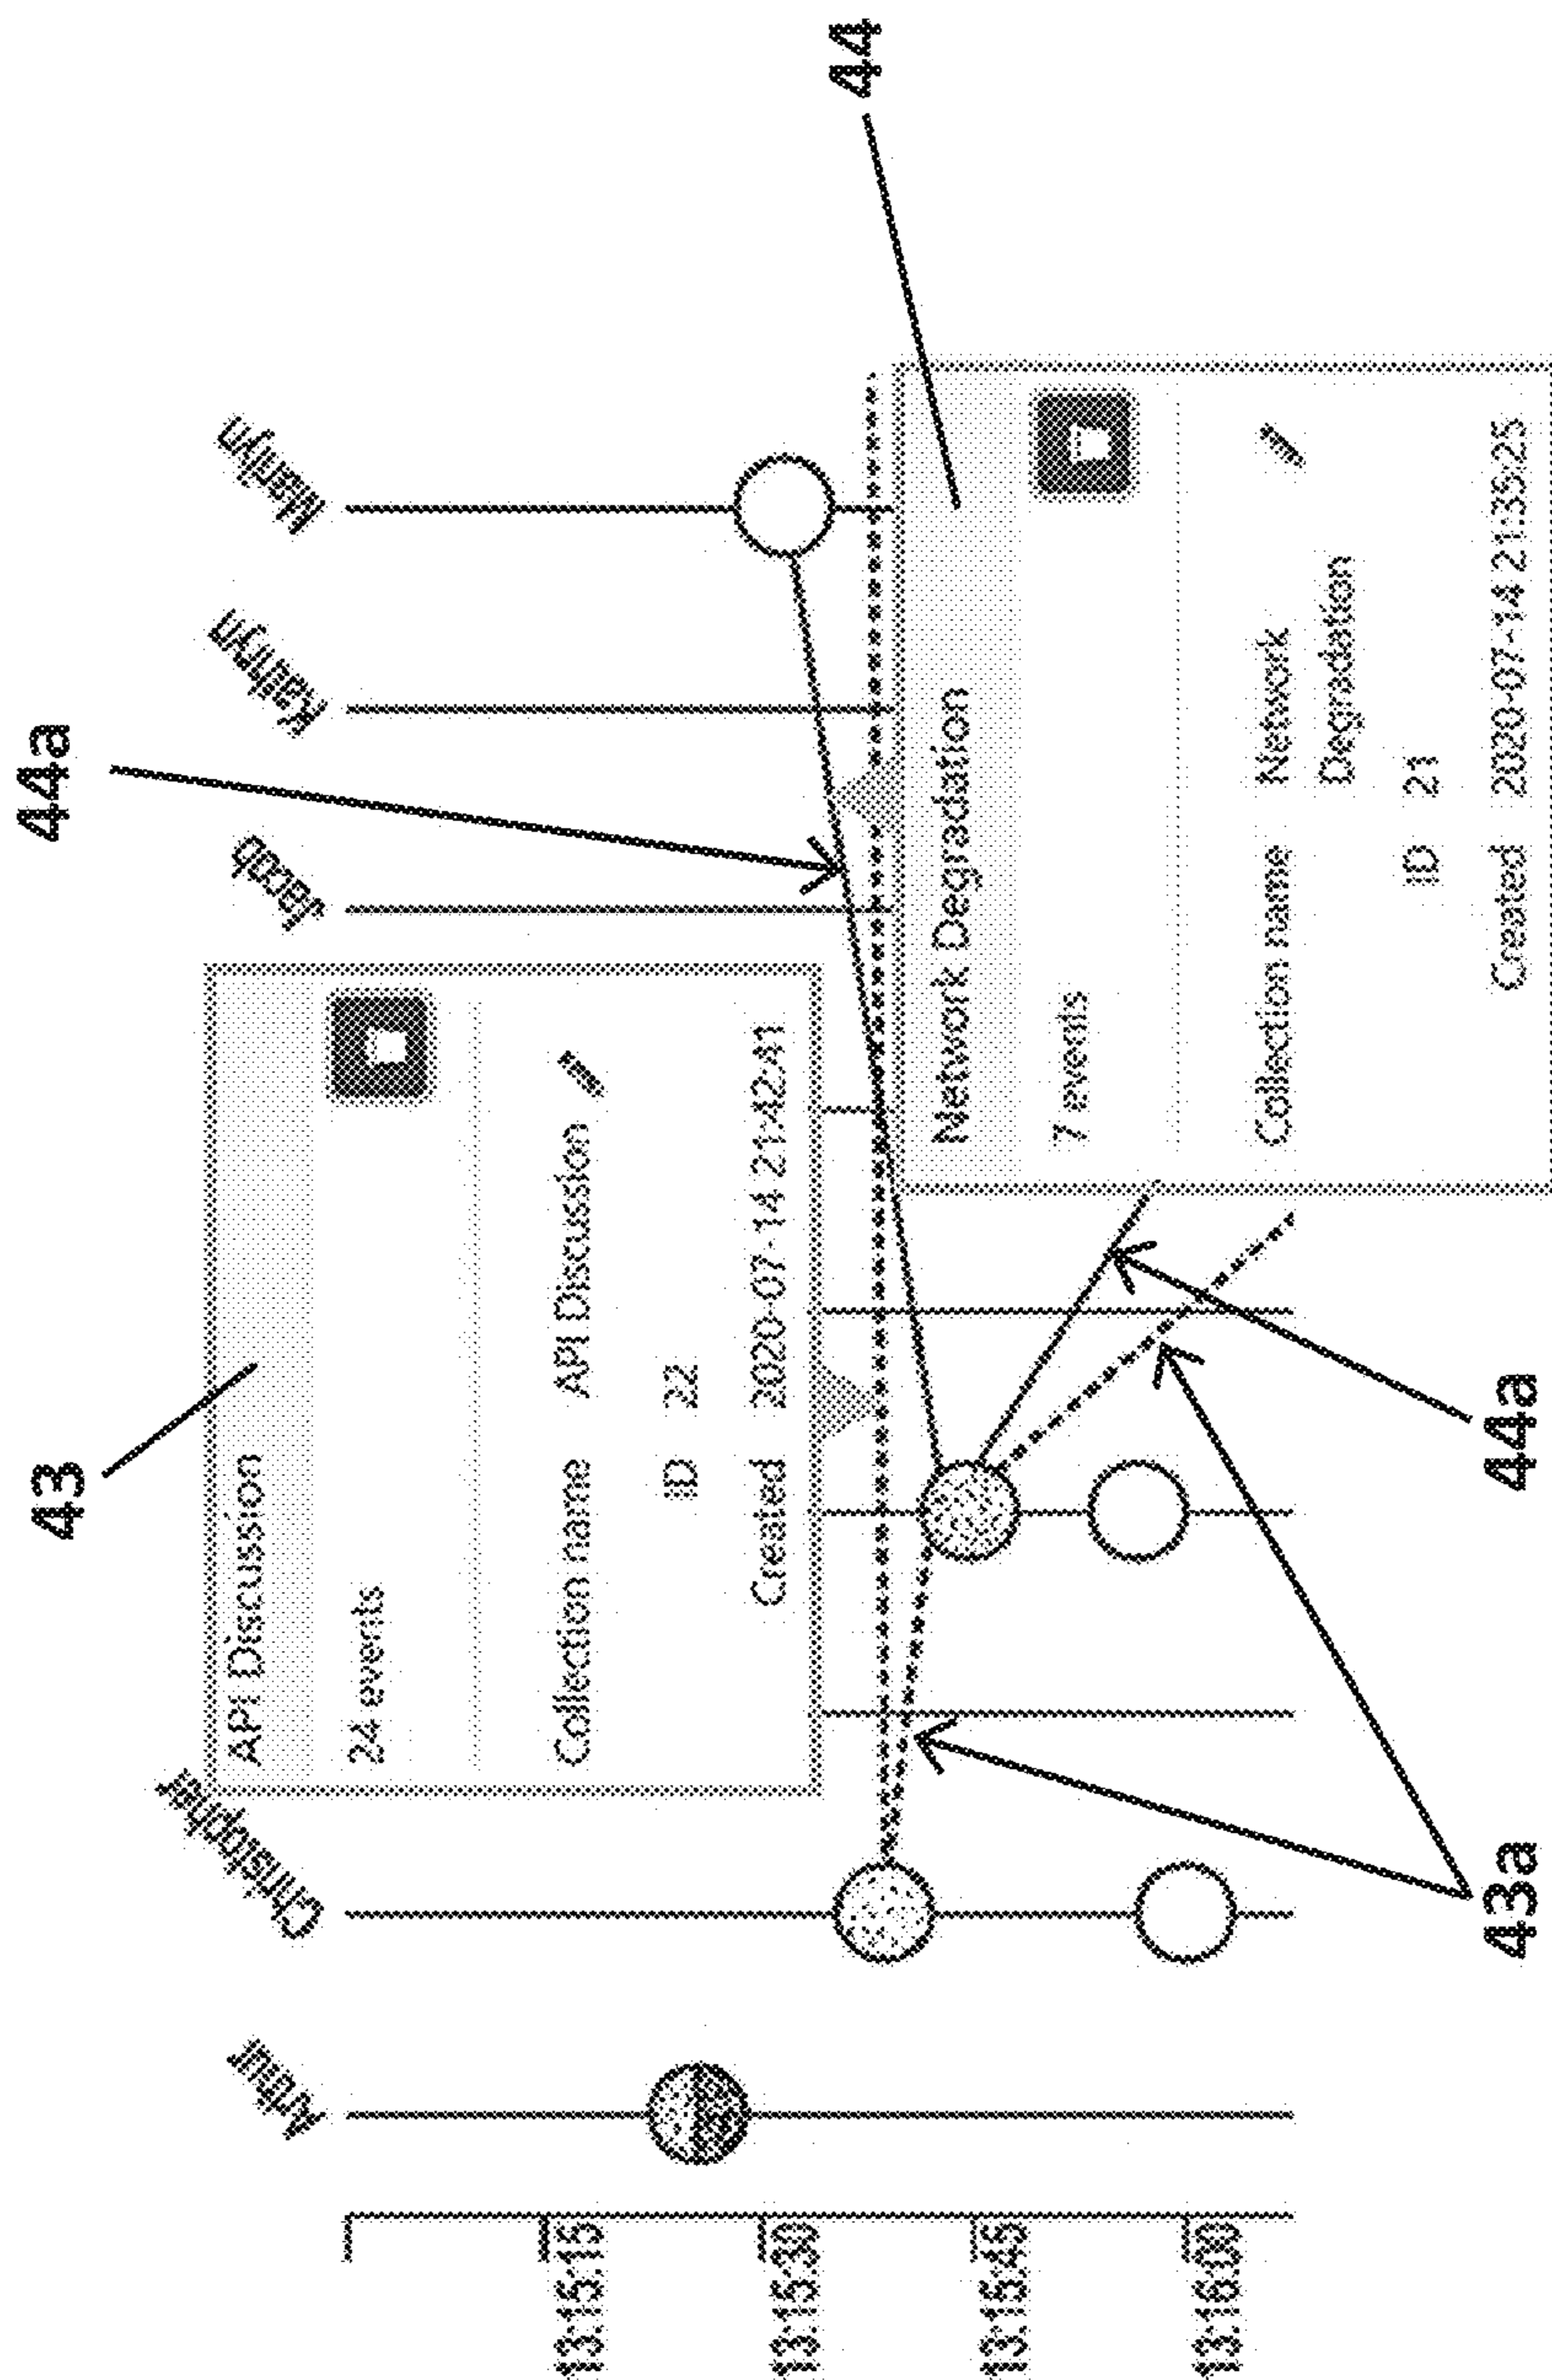 43
44a
44
Arthur
Christopher
Jacob
Kathryn
Marilyn
API Discussion
24 events
Collection name API Discussion
ID 22
Created 2020-07-14 21:42:41
13:15:15
13:15:30
13:15:45
13:16:00
Network Degradation
7 events
Collection name Network
Degradation
ID 21
Created 2020-07-14 21:35:25
43a
44a